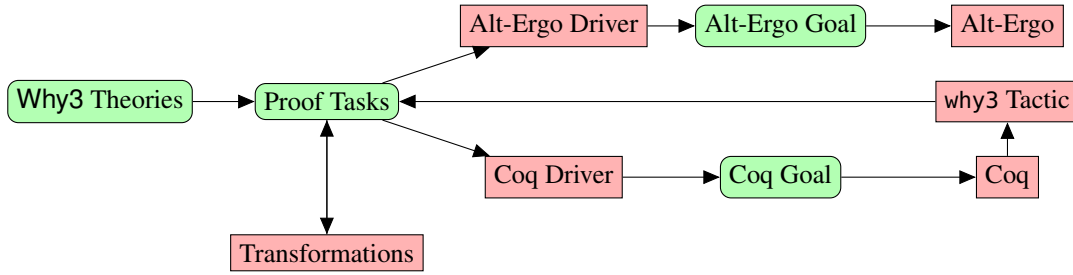 Alt-Ergo Driver
Alt-Ergo Goal
Alt-Ergo
Why3 Theories
Proof Tasks
why3 Tactic
Coq Driver
Coq Goal
Coq
Transformations